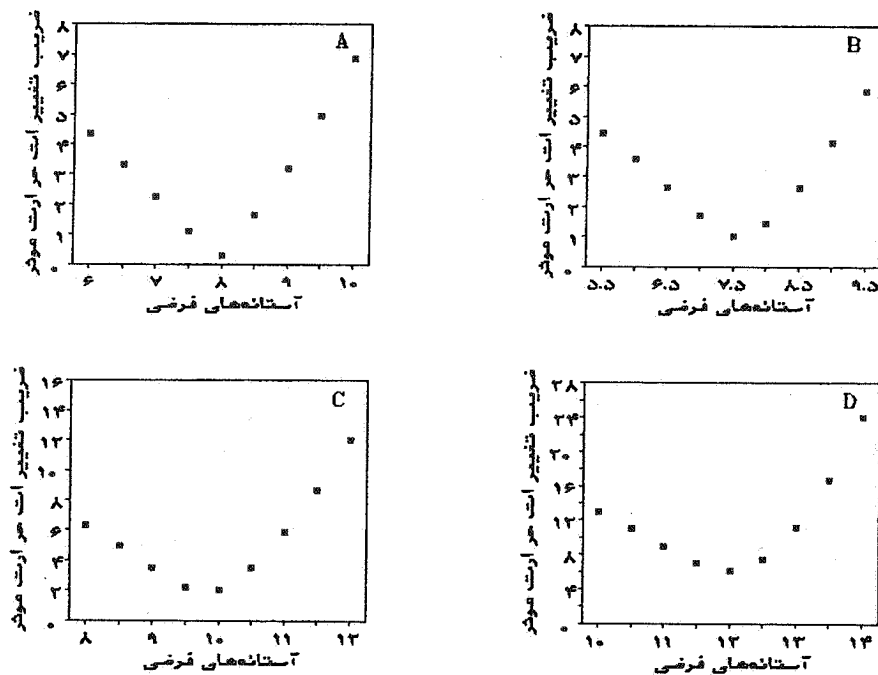 A
ضریب تغییرات حرارت موثر
۸
۷
۶
۵
۴
۳
۲
۱
۰
۶ ۷ ۸ ۹ ۱۰
آستانه‌های فرضی
B
ضریب تغییرات حرارت موثر
۸
۷
۶
۵
۴
۳
۲
۱
۰
۵.۵ ۶.۵ ۷.۵ ۸.۵ ۹.۵
آستانه‌های فرضی
C
ضریب تغییرات حرارت موثر
۱۶
۱۴
۱۲
۱۰
۸
۶
۴
۲
۰
۸ ۹ ۱۰ ۱۱ ۱۲
آستانه‌های فرضی
D
ضریب تغییرات حرارت موثر
۲۸
۲۴
۲۰
۱۶
۱۲
۸
۴
۰
۱۰ ۱۱ ۱۲ ۱۳ ۱۴
آستانه‌های فرضی